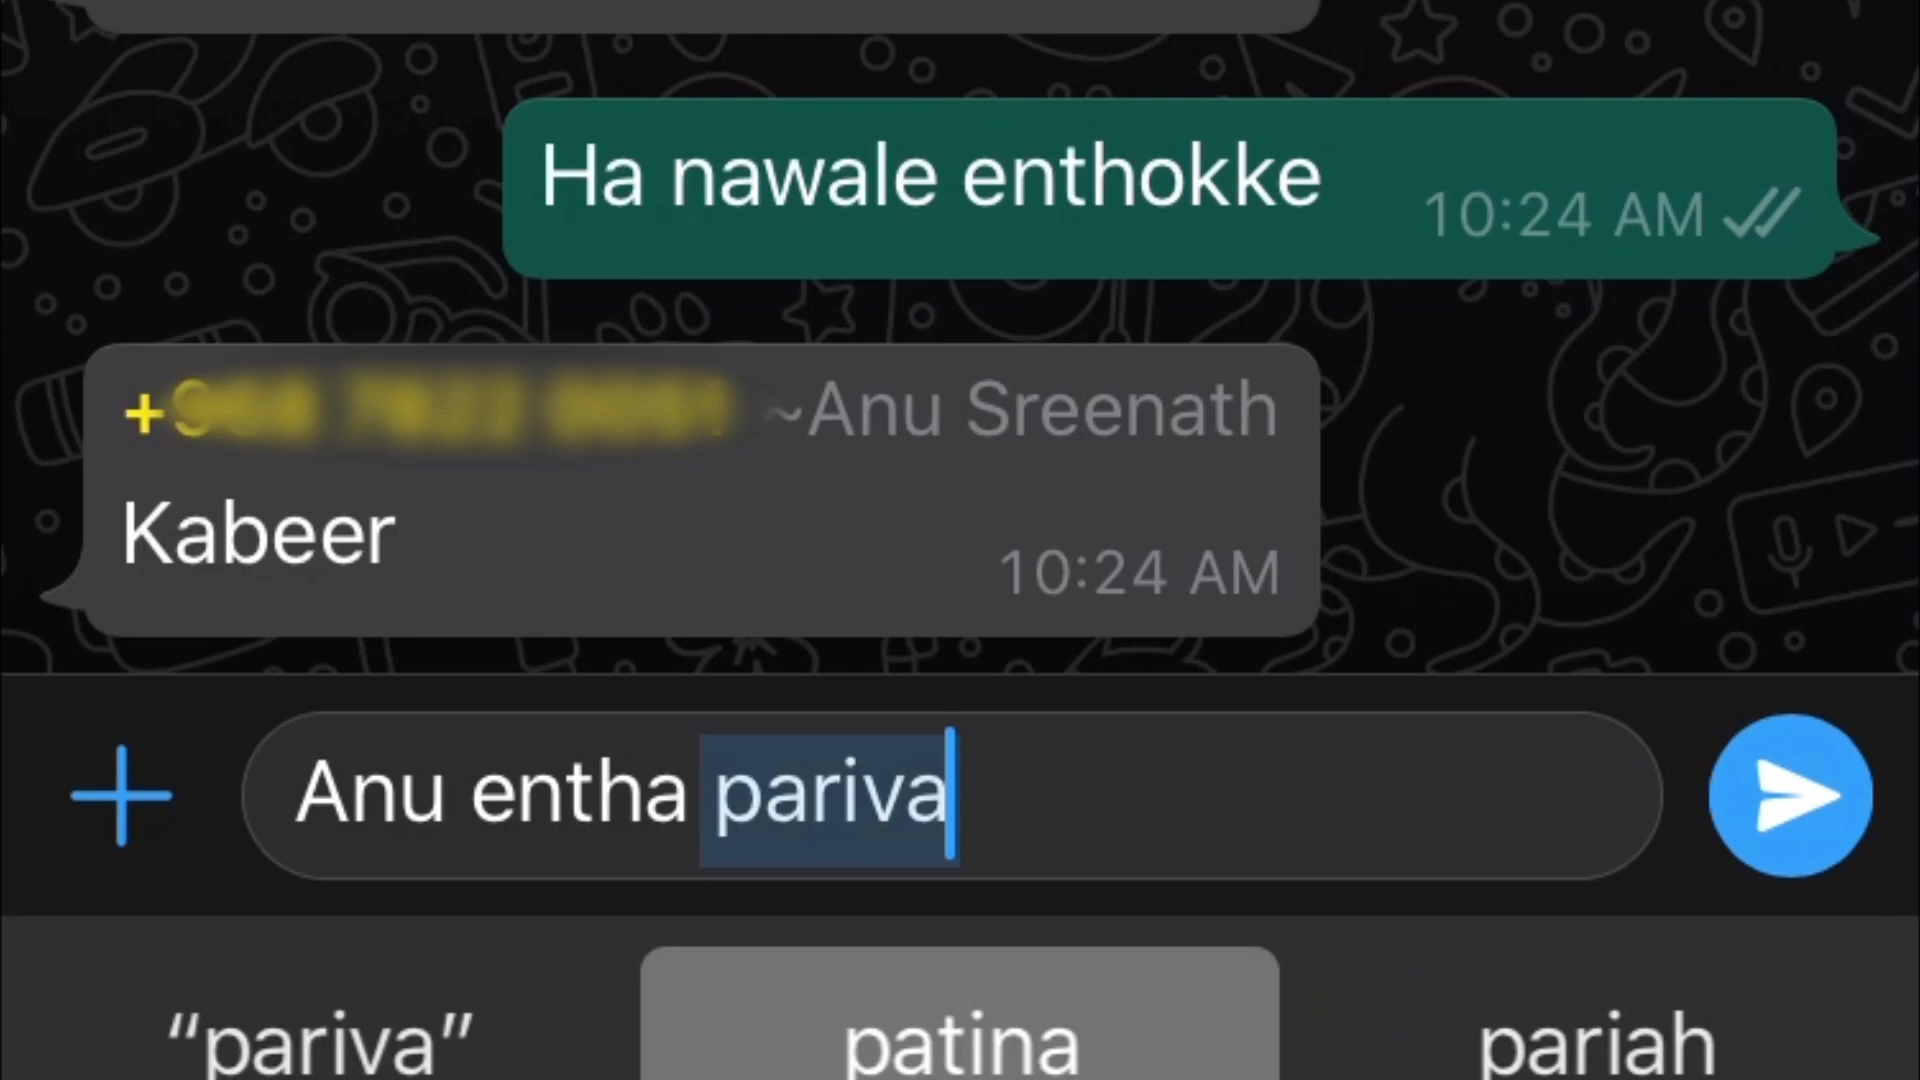 Ha nawale enthokke
10:24 AM
~Anu Sreenath
Kabeer
10:24 AM
Anu entha pariva
“pariva” patina pariah